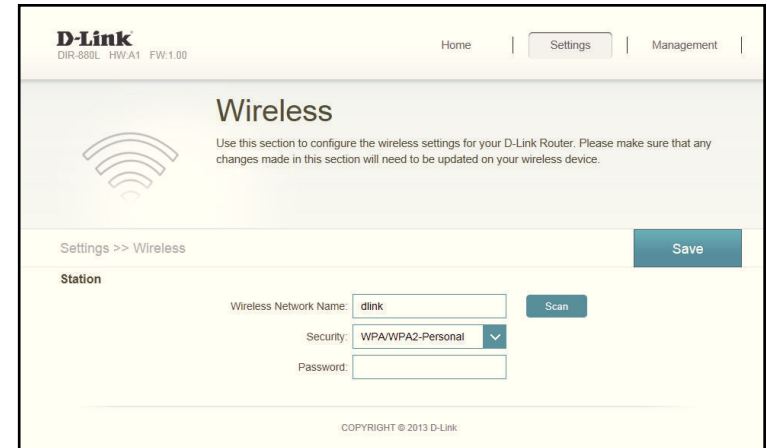 D-Link
DIR-880L HW:A1 FW:1.00
Home
Settings
Management
Wireless
Use this section to configure the wireless settings for your D-Link Router. Please make sure that any
changes made in this section will need to be updated on your wireless device.
Settings >> Wireless
Save
Station
Wireless Network Name: dlink
Scan
Security: WPA/WPA2-Personal
Password:
COPYRIGHT © 2013 D-Link